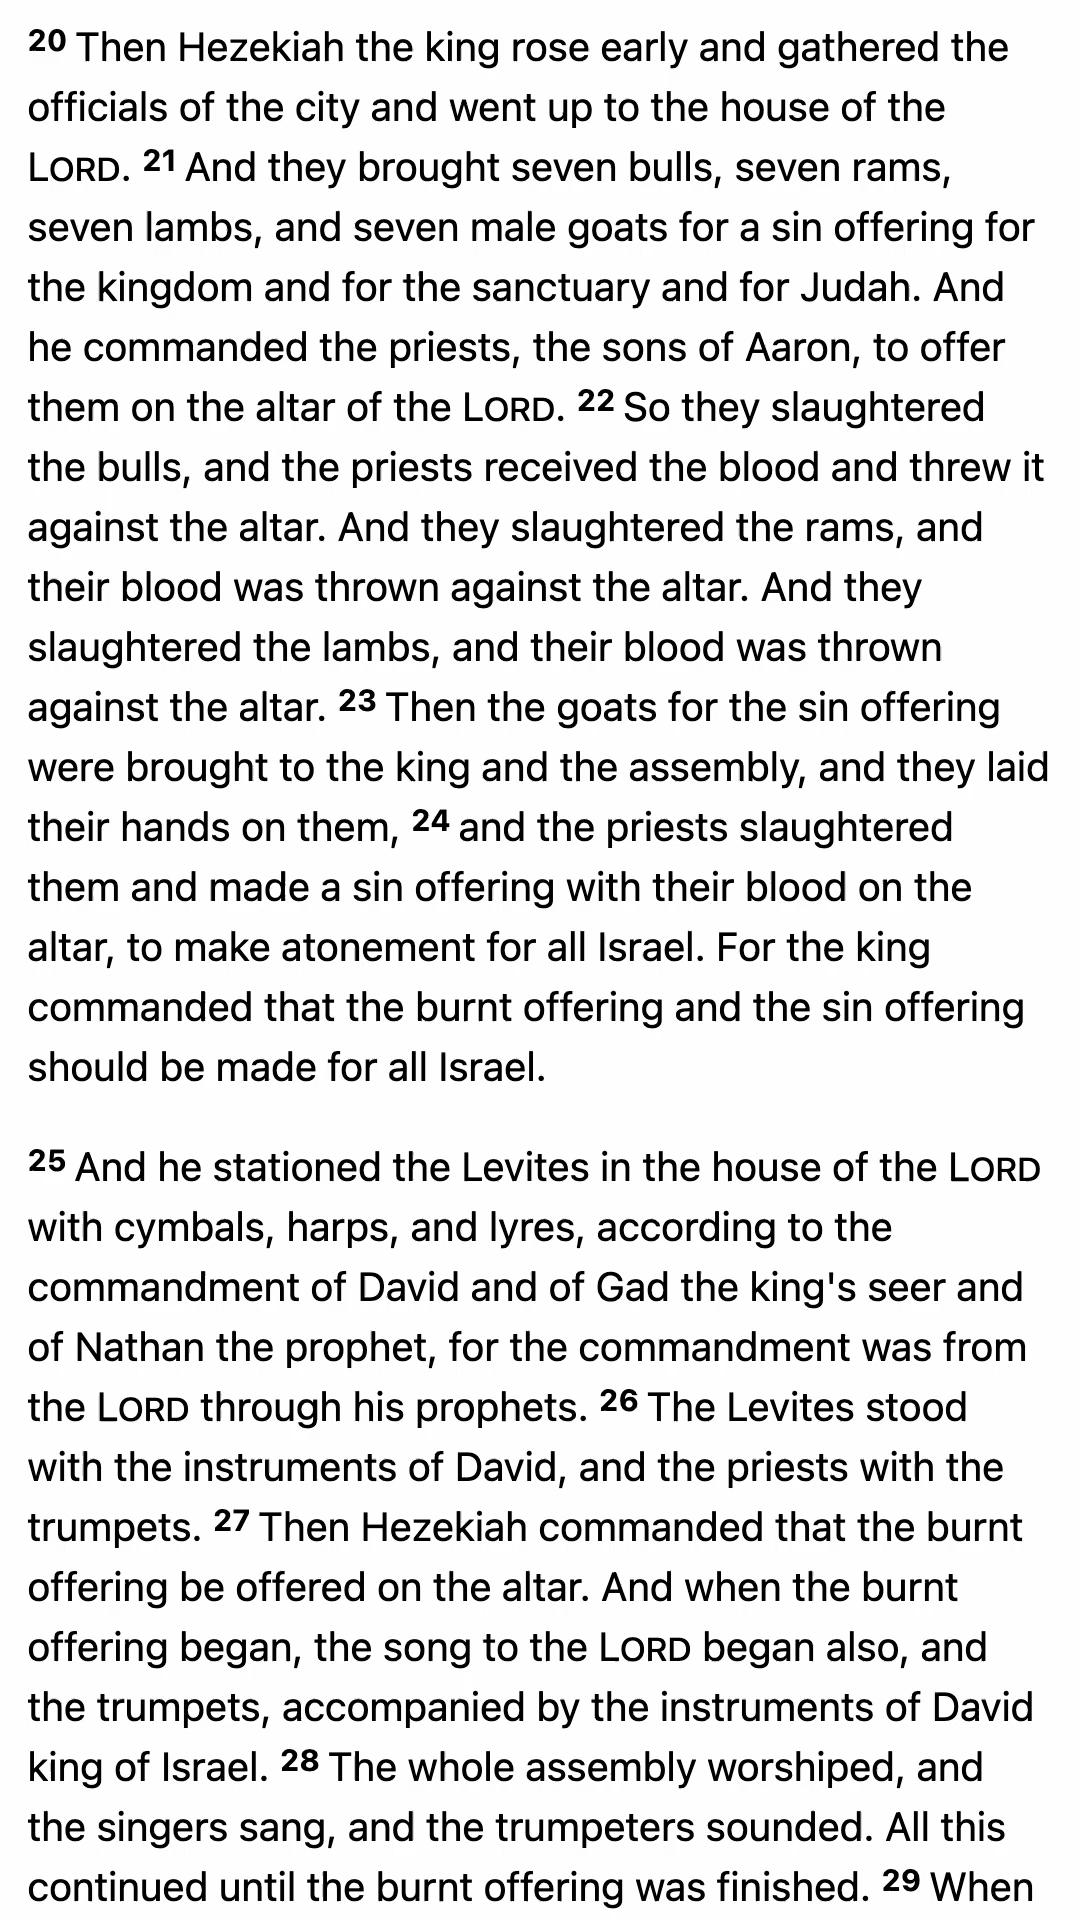 20 Then Hezekiah the king rose early and gathered the
officials of the city and went up to the house of the
LORD. 21 And they brought seven bulls, seven rams,
seven lambs, and seven male goats for a sin offering for
the kingdom and for the sanctuary and for Judah. And
he commanded the priests, the sons of Aaron, to offer
them on the altar of the LORD. 22 So they slaughtered
the bulls, and the priests received the blood and threw it
against the altar. And they slaughtered the rams, and
their blood was thrown against the altar. And they
slaughtered the lambs, and their blood was thrown
against the altar. 23 Then the goats for the sin offering
were brought to the king and the assembly, and they laid
their hands on them, 24 and the priests slaughtered
them and made a sin offering with their blood on the
altar, to make atonement for all Israel. For the king
commanded that the burnt offering and the sin offering
should be made for all Israel.
25 And he stationed the Levites in the house of the LORD
with cymbals, harps, and lyres, according to the
commandment of David and of Gad the king's seer and
of Nathan the prophet, for the commandment was from
the LORD through his prophets. 26 The Levites stood
with the instruments of David, and the priests with the
trumpets. 27 Then Hezekiah commanded that the burnt
offering be offered on the altar. And when the burnt
offering began, the song to the LORD began also, and
the trumpets, accompanied by the instruments of David
king of Israel. 28 The whole assembly worshiped, and
the singers sang, and the trumpeters sounded. All this
continued until the burnt offering was finished. 29 When